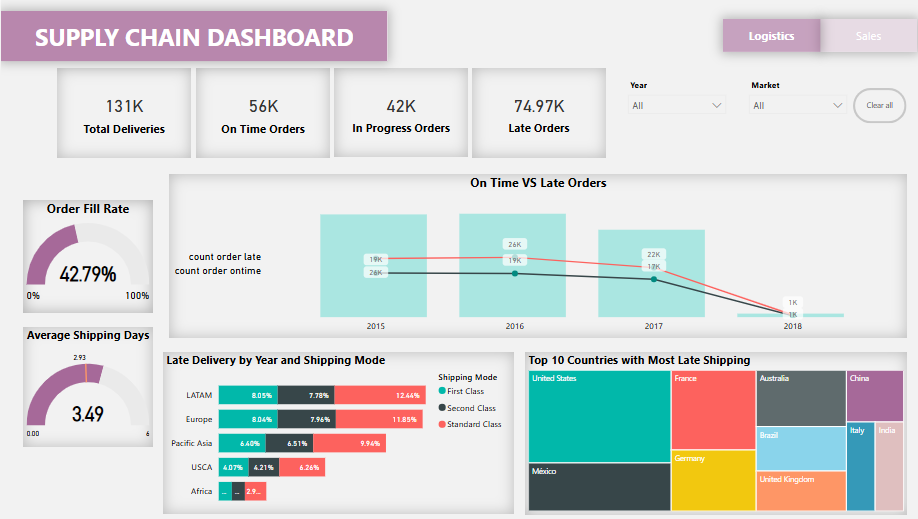 SUPPLY CHAIN DASHBOARD
Logistics
Sales
131K
Total Deliveries
56K
On Time Orders
42K
In Progress Orders
74.97K
Late Orders
Year
All
Market
All
Clear all
On Time VS Late Orders
count order late
count order ontime
19K
26K
26K
19K
22K
17K
1K
1K
2015
2016
2017
2018
Order Fill Rate
42.79%
0%
100%
Average Shipping Days
2.93
3.49
0.00
6
Late Delivery by Year and Shipping Mode
Shipping Mode
First Class
Second Class
Standard Class
LATAM
8.05%
7.78%
12.44%
Europe
8.04%
7.96%
11.85%
Pacific Asia
6.40%
6.51%
9.94%
USCA
4.07%
4.21%
6.26%
Africa
...
...
2.9...
Top 10 Countries with Most Late Shipping
United States
México
France
Germany
Australia
Brazil
United Kingdom
China
Italy
India